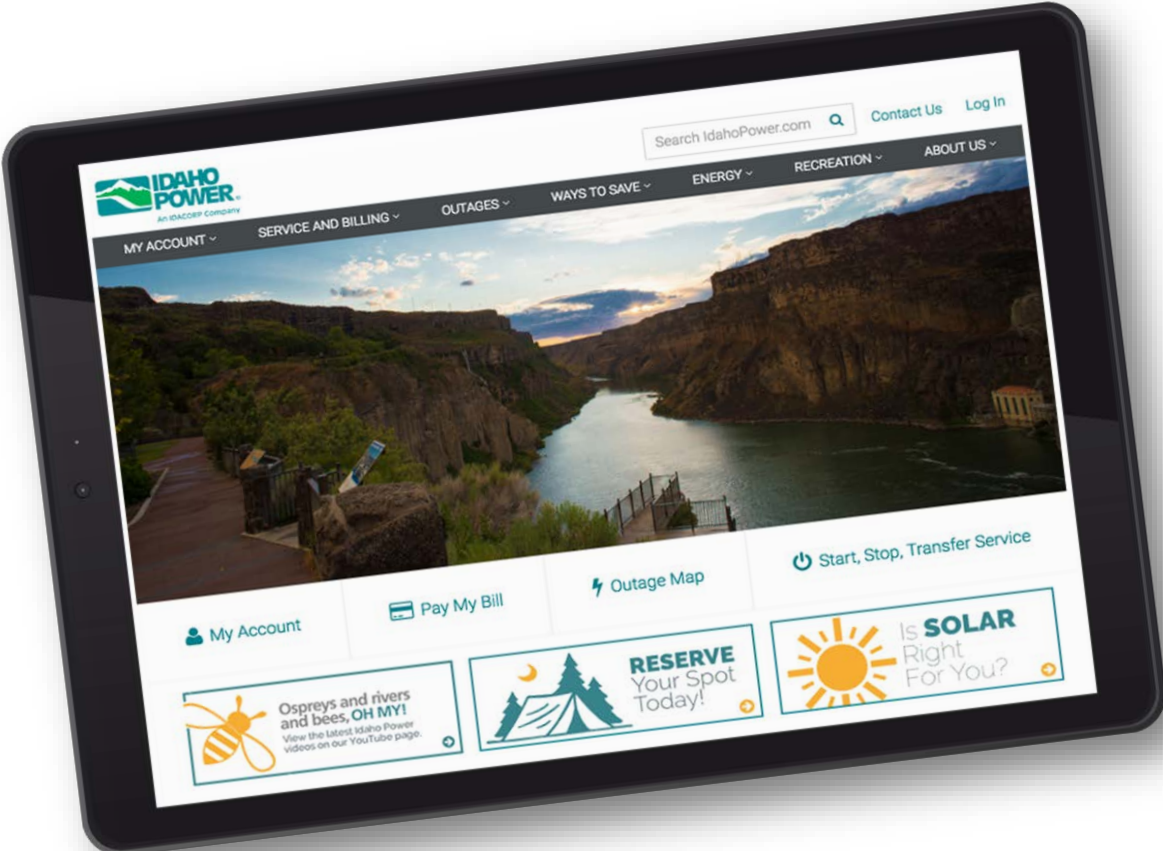 Search IdahoPower.com
Contact Us
Log In
IDAHO
POWER®
An IDACORP Company
MY ACCOUNT
SERVICE AND BILLING
OUTAGES
WAYS TO SAVE
ENERGY
RECREATION
ABOUT US
My Account
Pay My Bill
Outage Map
Start, Stop, Transfer Service
Ospreys and rivers
and bees, OH MY!
View the latest Idaho Power
videos on our YouTube page.
RESERVE
Your Spot
Today!
Is SOLAR
Right
For You?